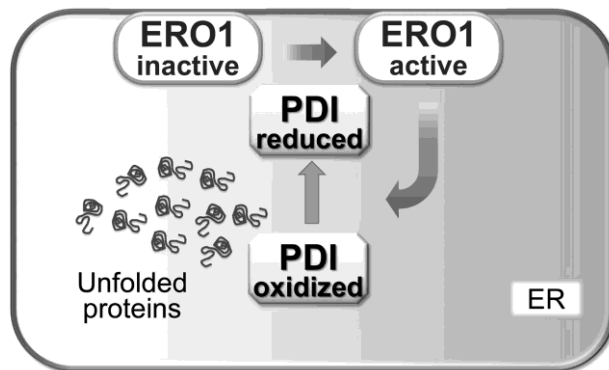 ERO1
inactive
ERO1
active
PDI
reduced
PDI
oxidized
Unfolded
proteins
ER